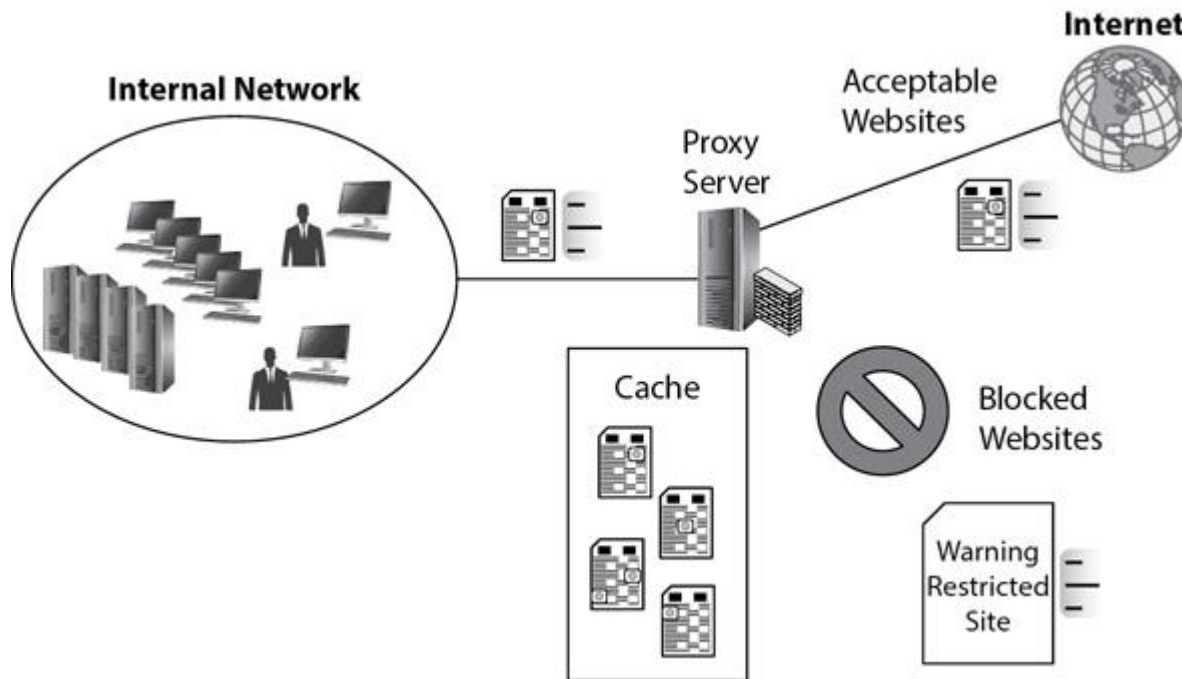 Internet
Internal Network
Acceptable
Websites
Proxy
Server
Cache
Blocked
Websites
Warning
Restricted
Site